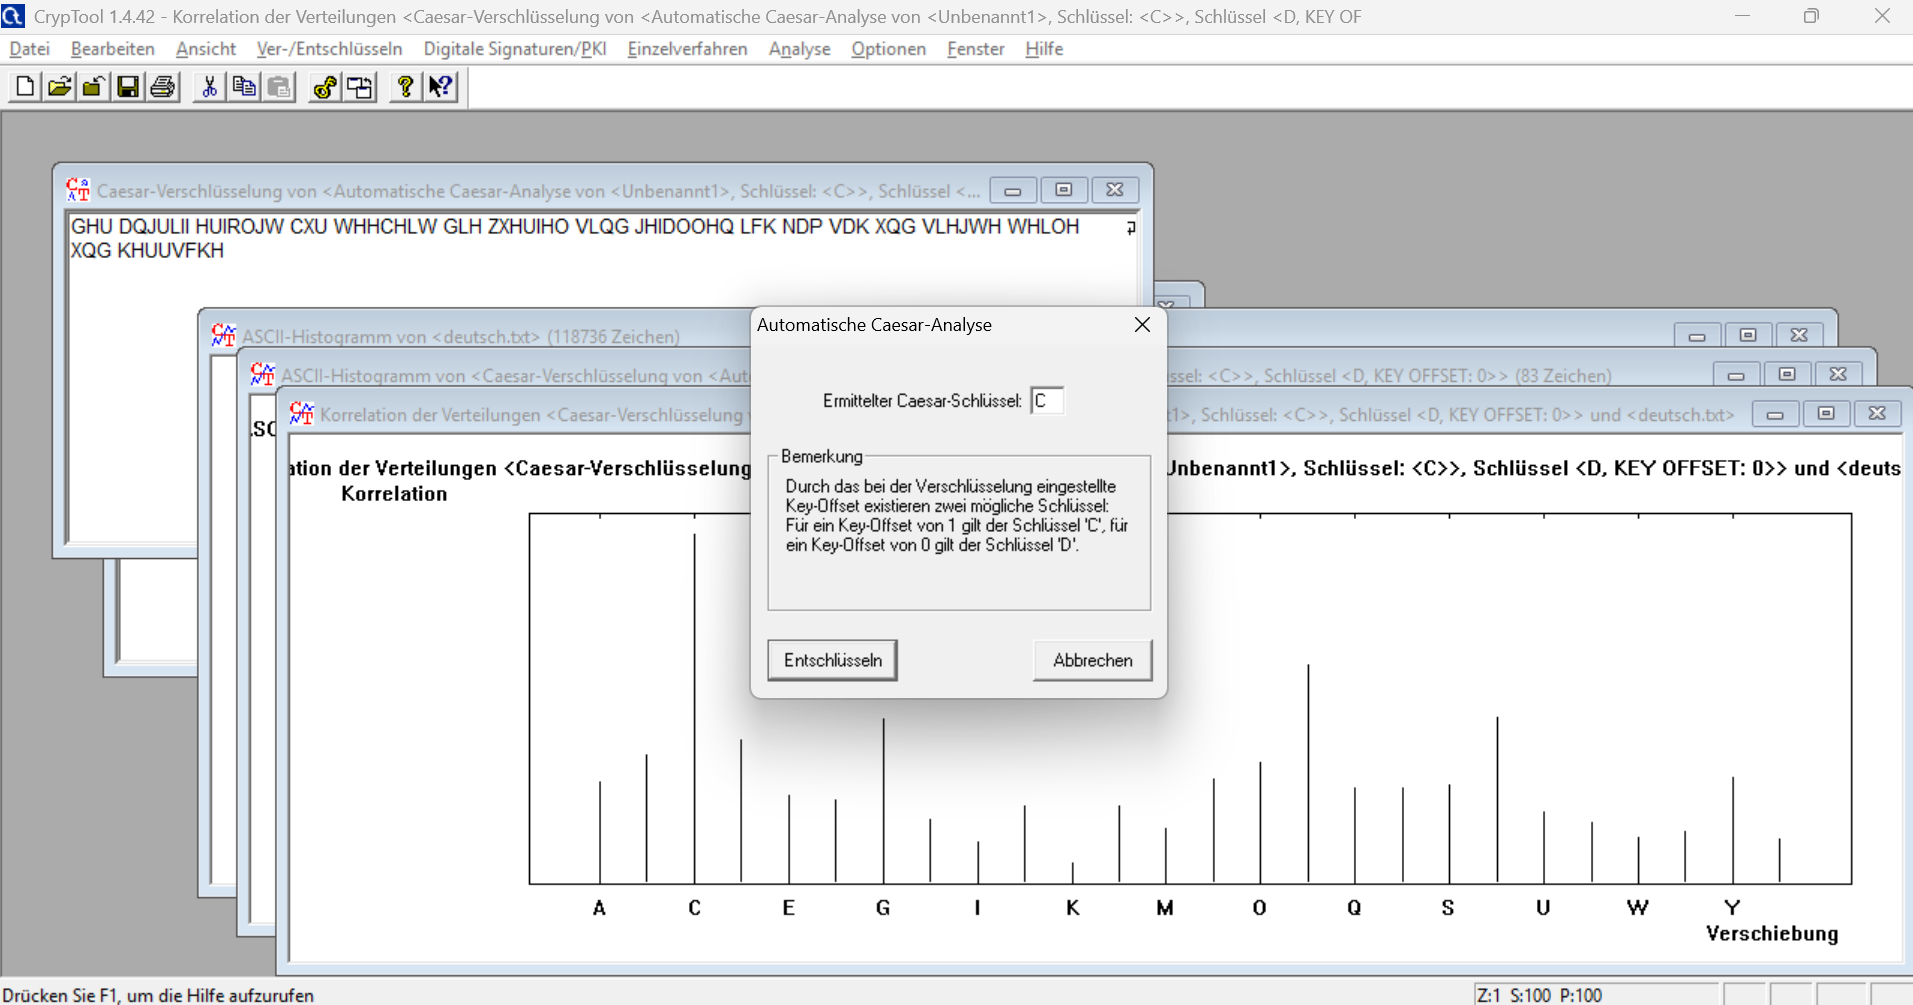 CrypTool 1.4.42 - Korrelation der Verteilungen <Caesar-Verschlüsselung von <Automatische Caesar-Analyse von <Unbenannt1>, Schlüssel: <C>>, Schlüssel <D, KEY OF
Datei Bearbeiten Ansicht Ver-/Entschlüsseln Digitale Signaturen/PKI Einzelverfahren Analyse Optionen Fenster Hilfe
Caesar-Verschlüsselung von <Automatische Caesar-Analyse von <Unbenannt1>, Schlüssel: <C>>, Schlüssel <...
GHU DQJULII HUIROJW CXU WHHCHLW GLH ZXHUIHO VLQG JHIDOOHQ LFK NDP VDK XQG VLHJWH WHLOH
XQG KHUUVFKH
ASCII-Histogramm von <deutsch.txt> (118736 Zeichen)
ASCII-Histogramm von <Caesar-Verschlüsselung von <Aut ssel: <C>>, Schlüssel <D, KEY OFFSET: 0>> (83 Zeichen)
Korrelation der Verteilungen <Caesar-Verschlüsselung t1>, Schlüssel: <C>>, Schlüssel <D, KEY OFFSET: 0>> und <deutsch.txt>
.SC
ation der Verteilungen <Caesar-Verschlüsselung Unbenannt1>, Schlüssel: <C>>, Schlüssel <D, KEY OFFSET: 0>> und <deuts
Korrelation
Automatische Caesar-Analyse
Ermittelter Caesar-Schlüssel: C
Bemerkung
Durch das bei der Verschlüsselung eingestellte
Key-Offset existieren zwei mögliche Schlüssel:
Für ein Key-Offset von 1 gilt der Schlüssel 'C', für
ein Key-Offset von 0 gilt der Schlüssel 'D'.
Entschlüsseln Abbrechen
A C E G I K M O Q S U W Y
Verschiebung
Drücken Sie F1, um die Hilfe aufzurufen Z:1 S:100 P:100